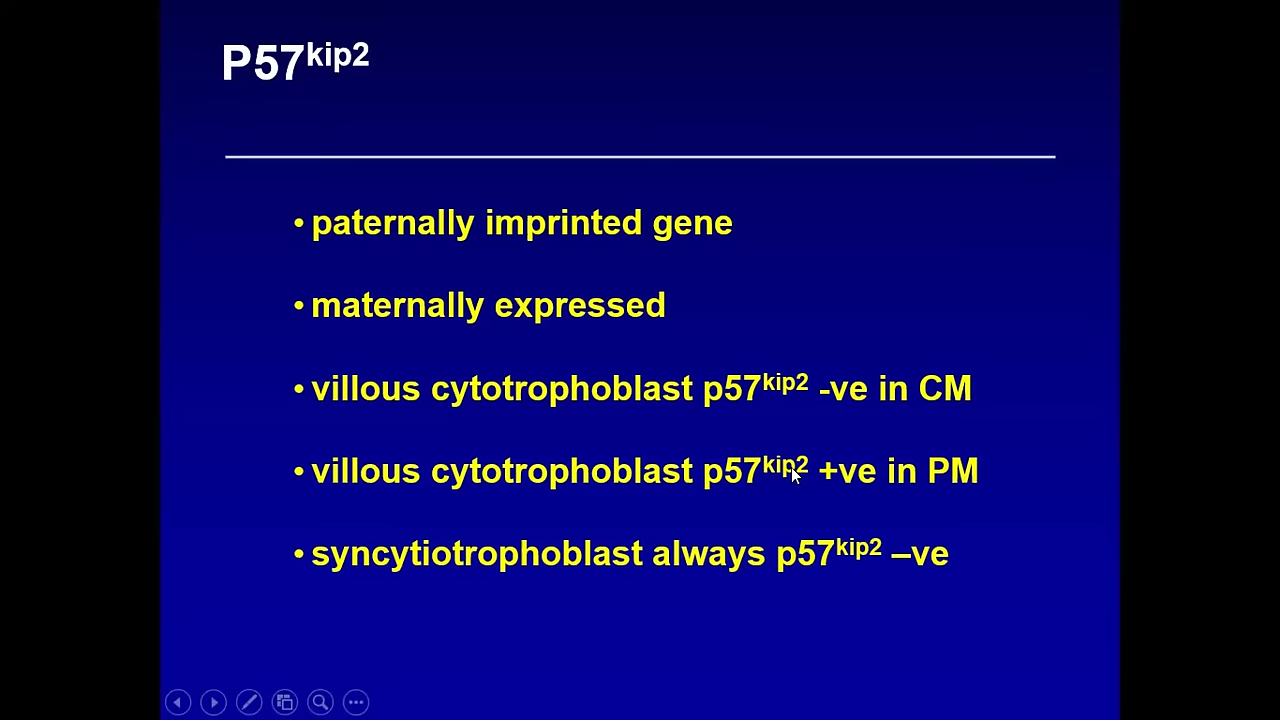 P57kip2
• paternally imprinted gene
• maternally expressed
• villous cytotrophoblast p57kip2 -ve in CM
• villous cytotrophoblast p57kip2 +ve in PM
• syncytiotrophoblast always p57kip2 –ve